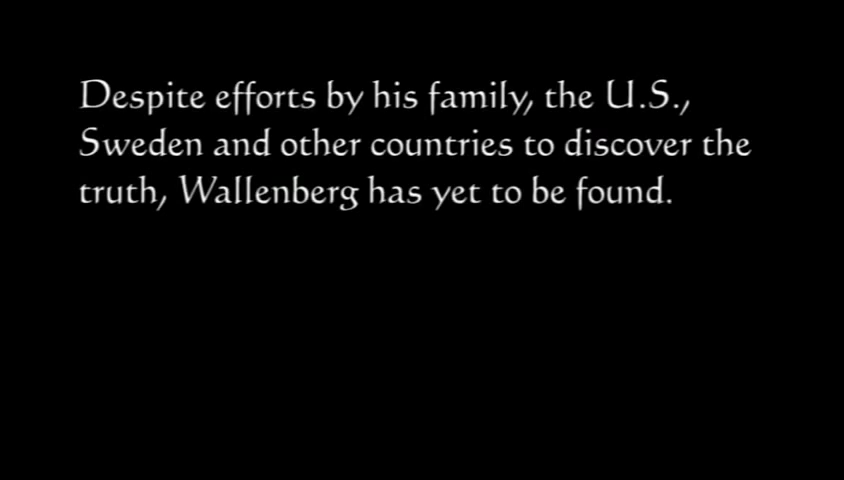 Despite efforts by his family, the U.S.,
Sweden and other countries to discover the
truth, Wallenberg has yet to be found.